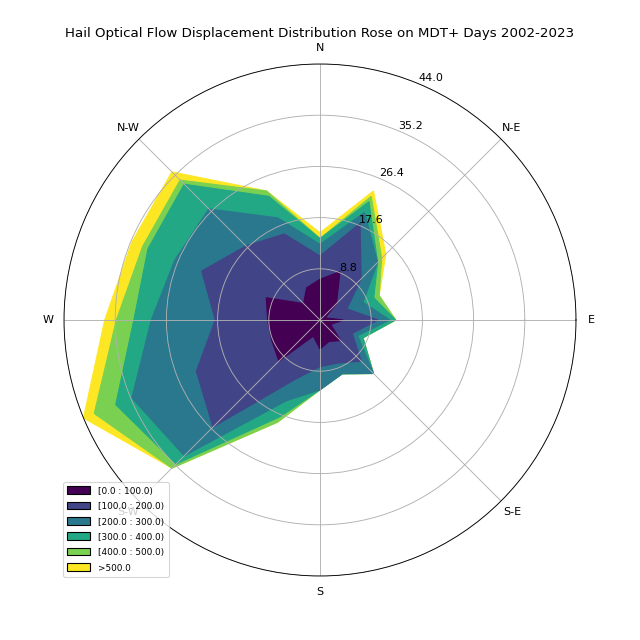 Hail Optical Flow Displacement Distribution Rose on MDT+ Days 2002-2023
N
44.0
N-W
35.2
N-E
26.4
17.6
8.8
W
E
[0.0 : 100.0)
[100.0 : 200.0)
S-W
S-E
[200.0 : 300.0)
[300.0 : 400.0)
[400.0 : 500.0)
>500.0
S